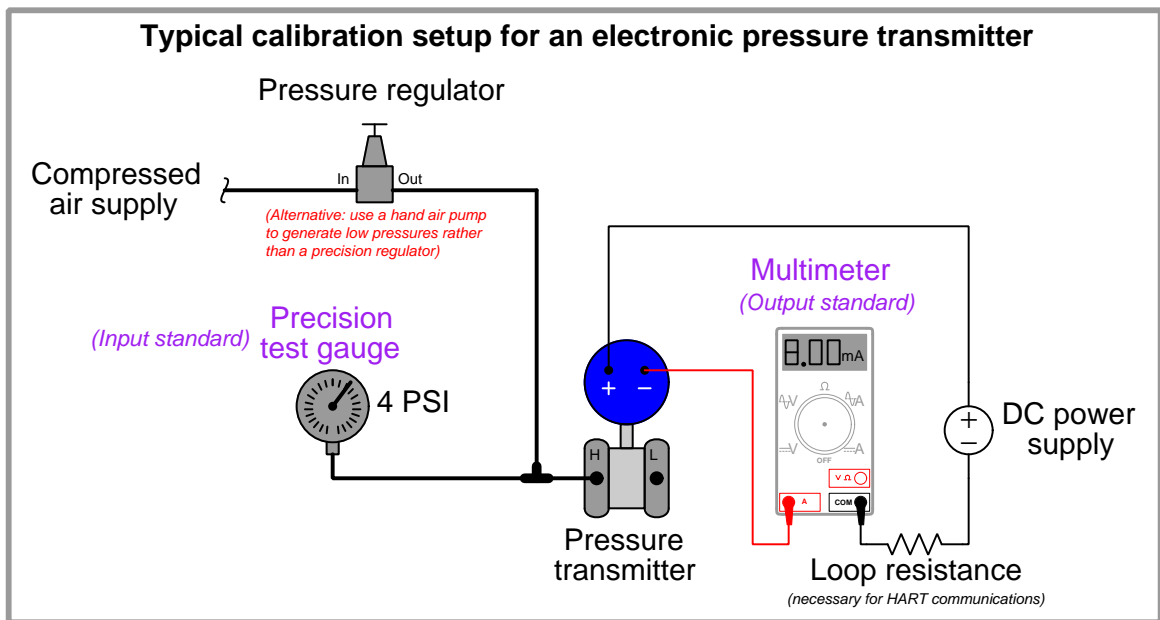 Typical calibration setup for an electronic pressure transmitter
Pressure regulator
Compressed
air supply
In
Out
(Alternative: use a hand air pump
to generate low pressures rather
than a precision regulator)
Multimeter
(Output standard)
(Input standard)
Precision
test gauge
4 PSI
8.00 mA
Ω
V
A
V
A
OFF
V Ω
A
COM
+
−
+
−
DC power
supply
H
L
Pressure
transmitter
Loop resistance
(necessary for HART communications)